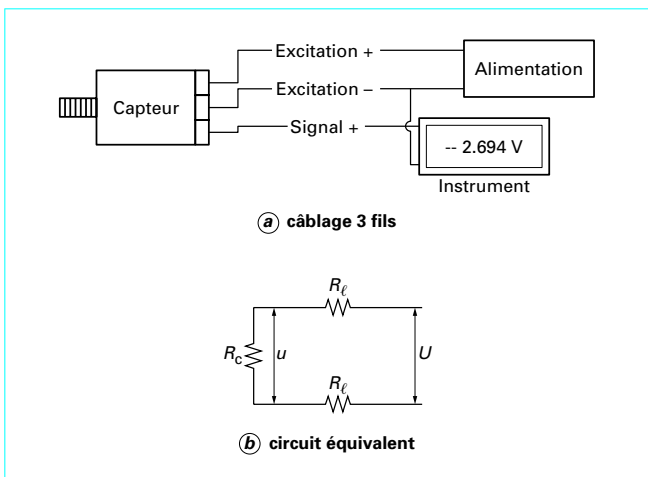 Excitation +
Alimentation
Capteur
Excitation –
Signal +
-- 2.694 V
Instrument
a câblage 3 fils
Rℓ
Rc
u
U
Rℓ
b circuit équivalent